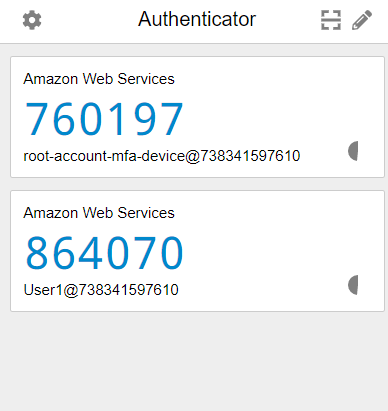 Authenticator
Amazon Web Services
760197
root-account-mfa-device@738341597610
Amazon Web Services
864070
User1@738341597610